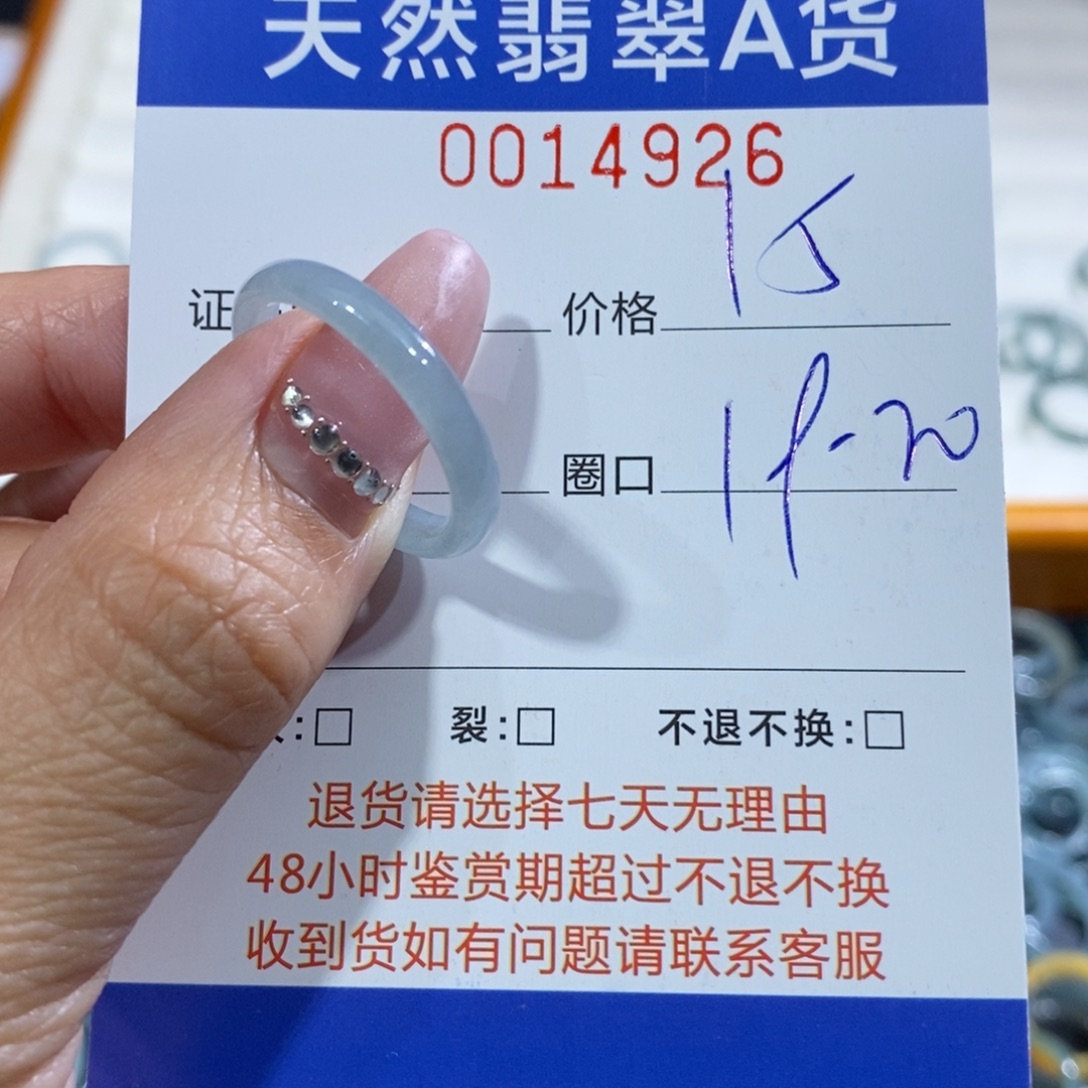 天然翡翠A货
0014926
证 价格 15
圈口 19-20
裂:□ 不退不换:□
退货请选择七天无理由
48小时鉴赏期超过不退不换
收到货如有问题请联系客服